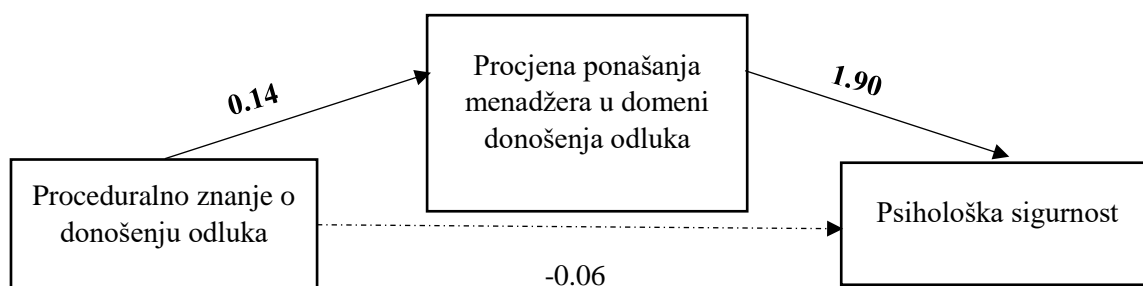 Procjena ponašanja
menadžera u domeni
donošenja odluka
0.14
1.90
Proceduralno znanje o
donošenju odluka
Psihološka sigurnost
-0.06